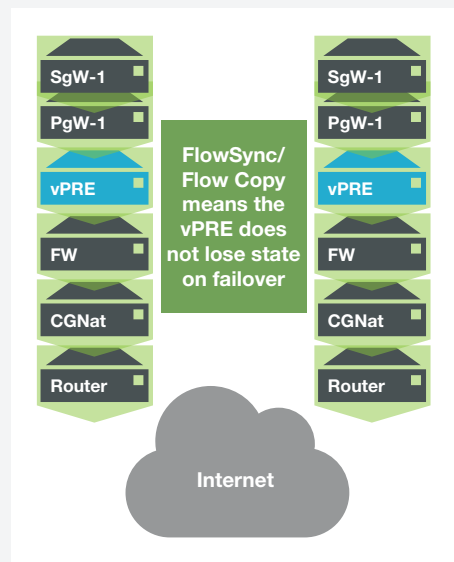 SgW-1
PgW-1
vPRE
FW
CGNat
Router
FlowSync/
Flow Copy
means the
vPRE does
not lose state
on failover
SgW-1
PgW-1
vPRE
FW
CGNat
Router
Internet